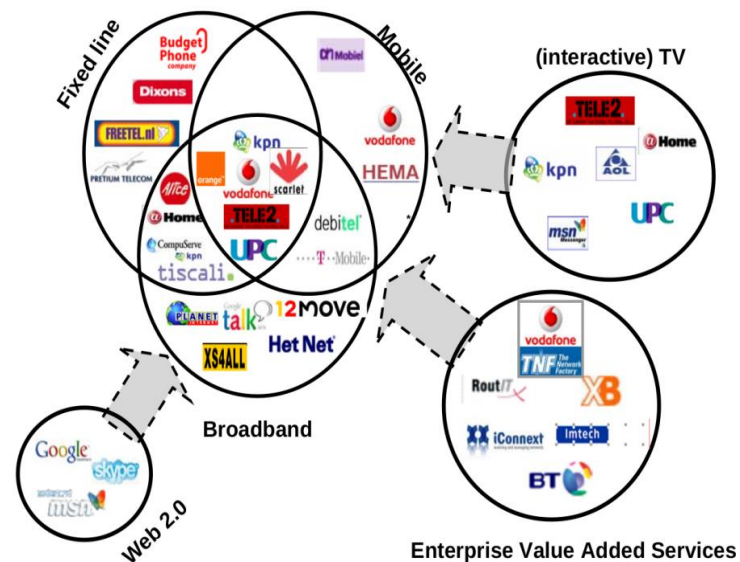 Fixed line
Budget
Phone
company
Dixons
FREETEL.nl
PRETIUM TELECOM
Mobile
Mobiel
vodafone
HEMA
kpn
orange
vodafone
scarlet
TELE2
UPC
Alice
@Home
CompuServe
kpn
tiscali.
debitel
*
T Mobile
PLANET
INTERNET
Google
talk
12move
XS4ALL
Het Net
Broadband
(interactive) TV
TELE2
@Home
kpn
AOL
UPC
msn
Messenger
vodafone
TNF The
Network
Factory
RoutIT
XB
iConnext
Imtech
BT
Enterprise Value Added Services
Google
skype
msn
Web 2.0